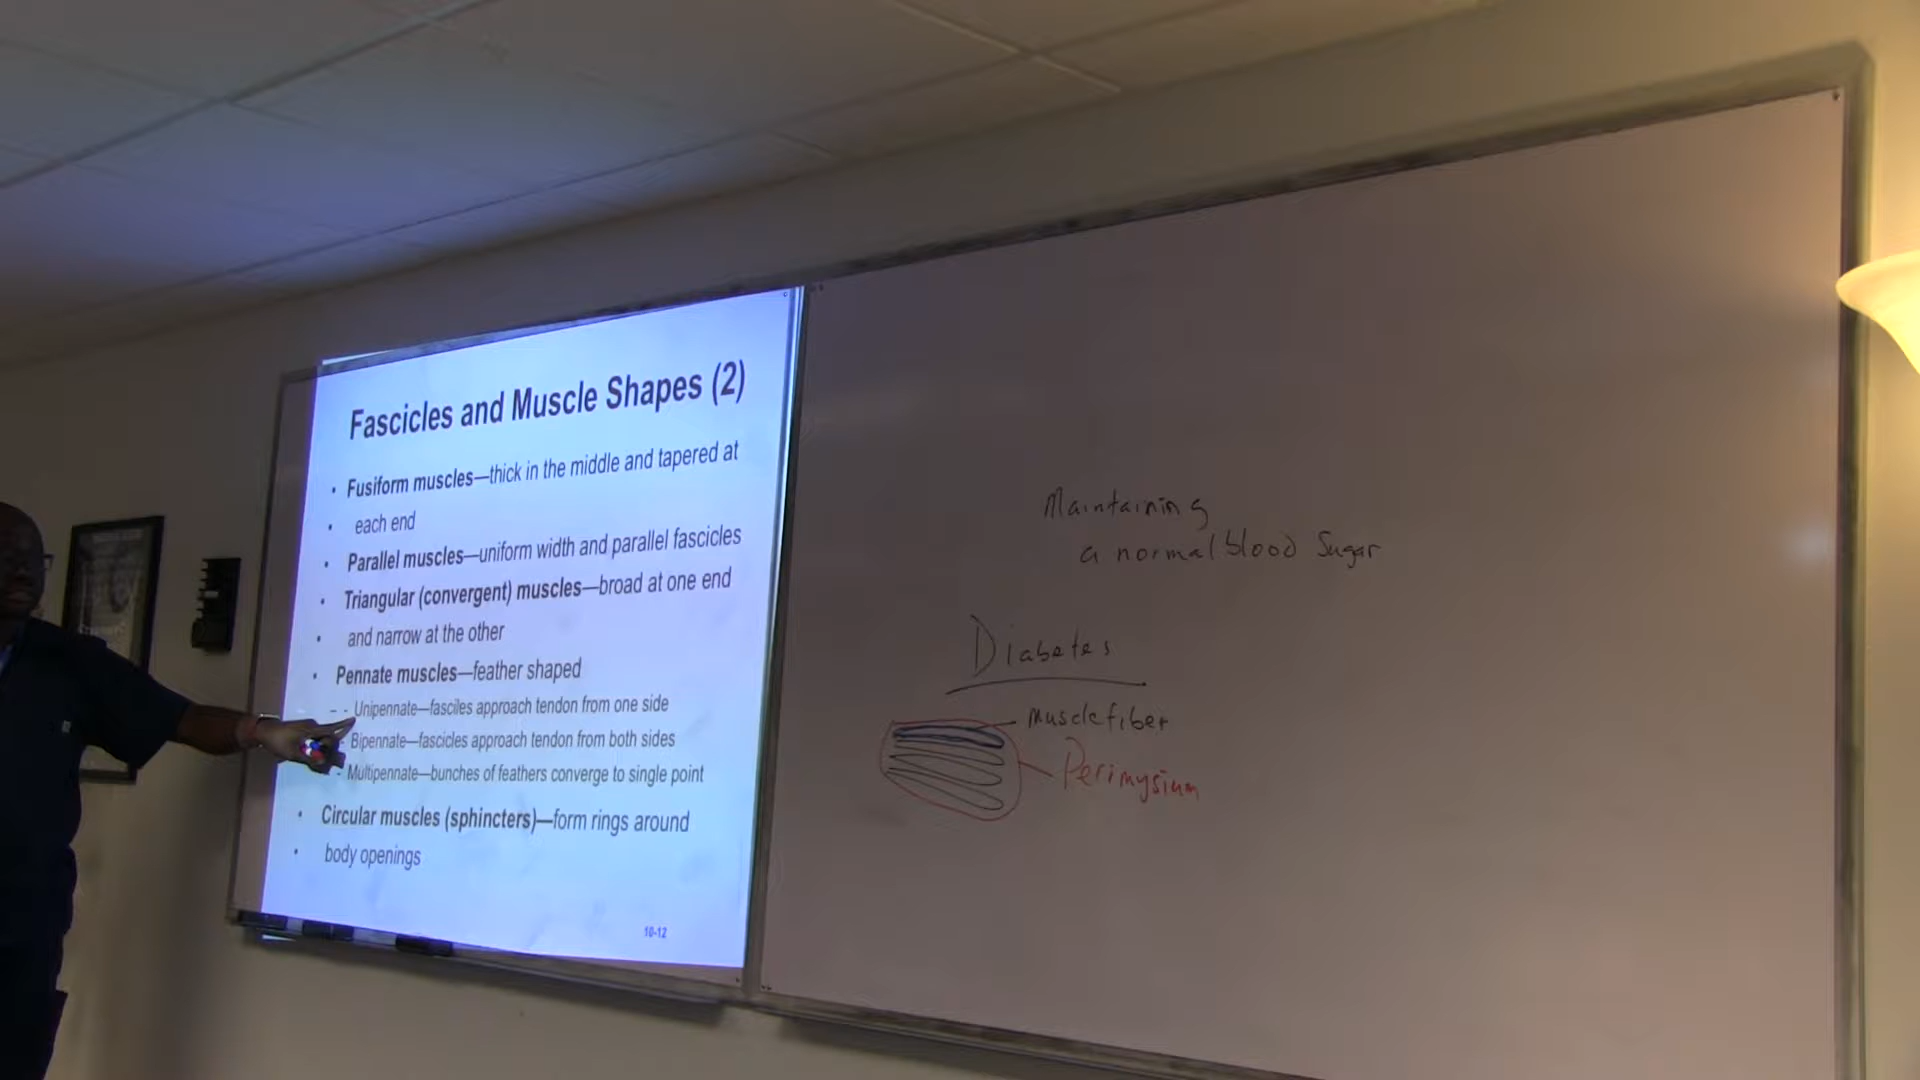 Fascicles and Muscle Shapes (2)
• Fusiform muscles—thick in the middle and tapered at
• each end
• Parallel muscles—uniform width and parallel fascicles
• Triangular (convergent) muscles—broad at one end
• and narrow at the other
• Pennate muscles—feather shaped
– - Unipennate—fasciles approach tendon from one side
- Bipennate—fascicles approach tendon from both sides
- Multipennate—bunches of feathers converge to single point
• Circular muscles (sphincters)—form rings around
• body openings
10-12
Maintaining
a normal blood Sugar
Diabetes
muscle fiber
Perimysium